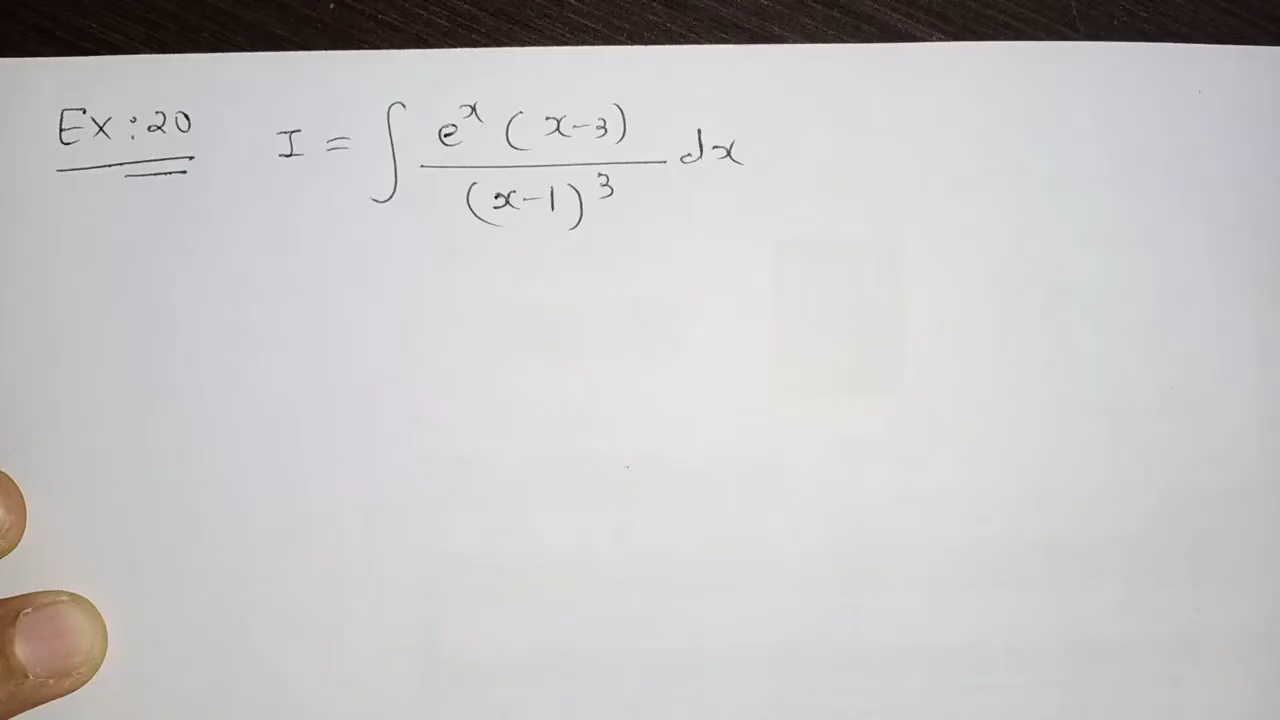 Ex:20 I = ∫ e^x (x-3) / (x-1)^3 dx